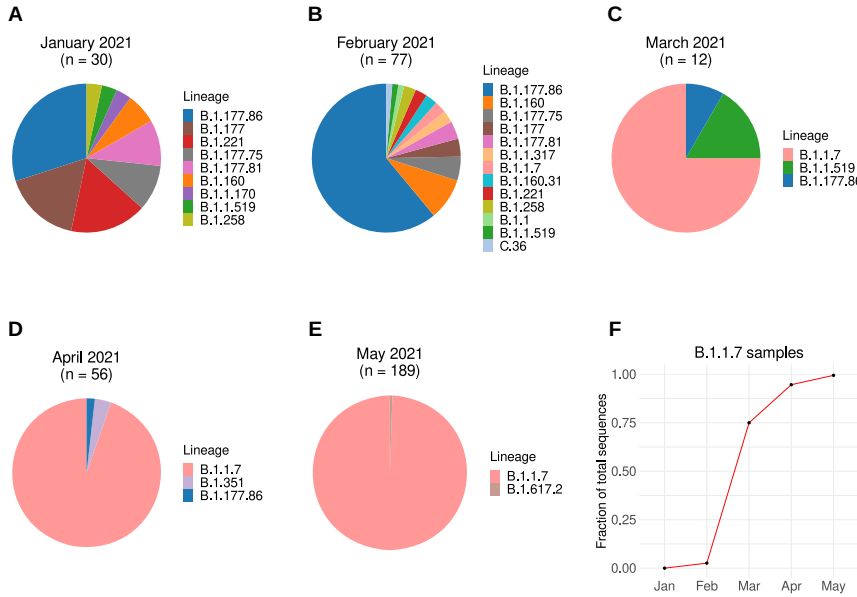 A
January 2021
(n = 30)
Lineage
B.1.177.86
B.1.177
B.1.221
B.1.177.75
B.1.177.81
B.1.160
B.1.1.170
B.1.1.519
B.1.258
B
February 2021
(n = 77)
Lineage
B.1.177.86
B.1.160
B.1.177.75
B.1.177
B.1.177.81
B.1.1.317
B.1.1.7
B.1.160.31
B.1.221
B.1.258
B.1.1
B.1.1.519
C.36
C
March 2021
(n = 12)
Lineage
B.1.1.7
B.1.1.519
B.1.177.86
D
April 2021
(n = 56)
Lineage
B.1.1.7
B.1.351
B.1.177.86
E
May 2021
(n = 189)
Lineage
B.1.1.7
B.1.617.2
F
B.1.1.7 samples
Fraction of total sequences
1.00
0.75
0.50
0.25
0.00
Jan Feb Mar Apr May